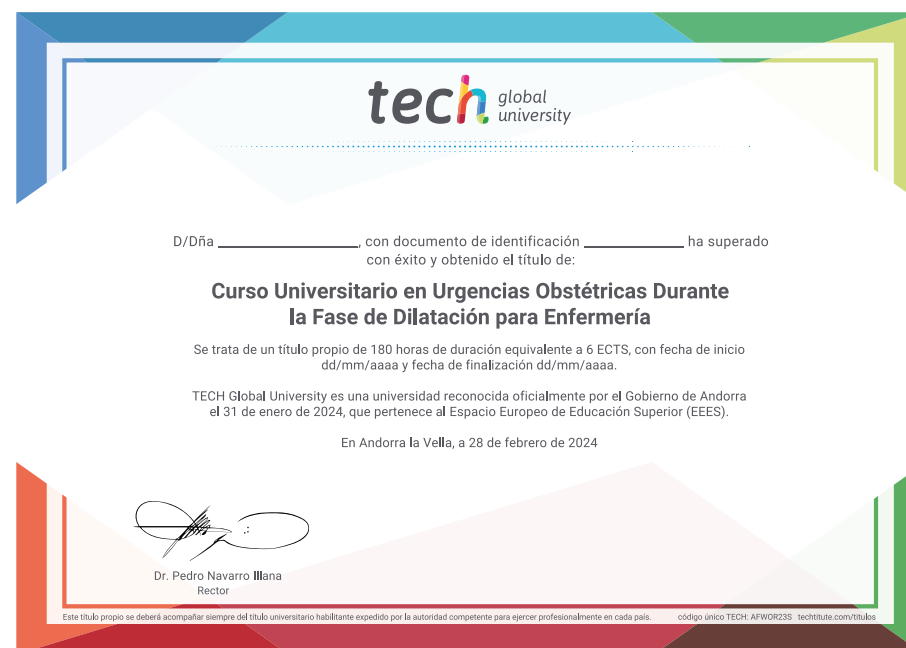 tech global university
D/Dña ____________, con documento de identificación ____________ ha superado
con éxito y obtenido el título de:
Curso Universitario en Urgencias Obstétricas Durante
la Fase de Dilatación para Enfermería
Se trata de un título propio de 180 horas de duración equivalente a 6 ECTS, con fecha de inicio
dd/mm/aaaa y fecha de finalización dd/mm/aaaa.
TECH Global University es una universidad reconocida oficialmente por el Gobierno de Andorra
el 31 de enero de 2024, que pertenece al Espacio Europeo de Educación Superior (EEES).
En Andorra la Vella, a 28 de febrero de 2024
Dr. Pedro Navarro Illana
Rector
Este título propio se deberá acompañar siempre del título universitario habilitante expedido por la autoridad competente para ejercer profesionalmente en cada país. código único TECH: AFWOR23S techtitute.com/titulos